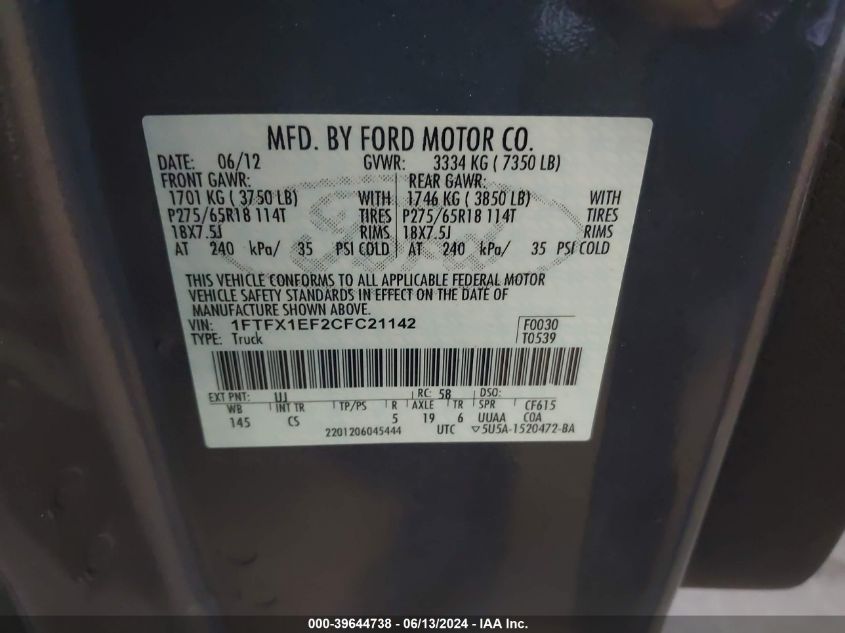 MFD. BY FORD MOTOR CO.
DATE: 06/12 GVWR: 3334 KG ( 7350 LB)
FRONT GAWR: REAR GAWR:
1701 KG ( 3750 LB) WITH 1746 KG ( 3850 LB) WITH
P275/65R18 114T TIRES P275/65R18 114T TIRES
18X7.5J RIMS 18X7.5J RIMS
AT 240 kPa/ 35 PSI COLD AT 240 kPa/ 35 PSI COLD
THIS VEHICLE CONFORMS TO ALL APPLICABLE FEDERAL MOTOR
VEHICLE SAFETY STANDARDS IN EFFECT ON THE DATE OF
MANUFACTURE SHOWN ABOVE.
VIN: 1FTFX1EF2CFC21142 F0030
TYPE: Truck T0539
EXT PNT: UJ RC: 58 DSO:
WB INT TR TP/PS R AXLE TR SPR CF615
145 CS 5 19 6 UUAA COA
2201206045444 UTC ▽5U5A-1520472-BA
000-39644738 - 06/13/2024 - IAA Inc.